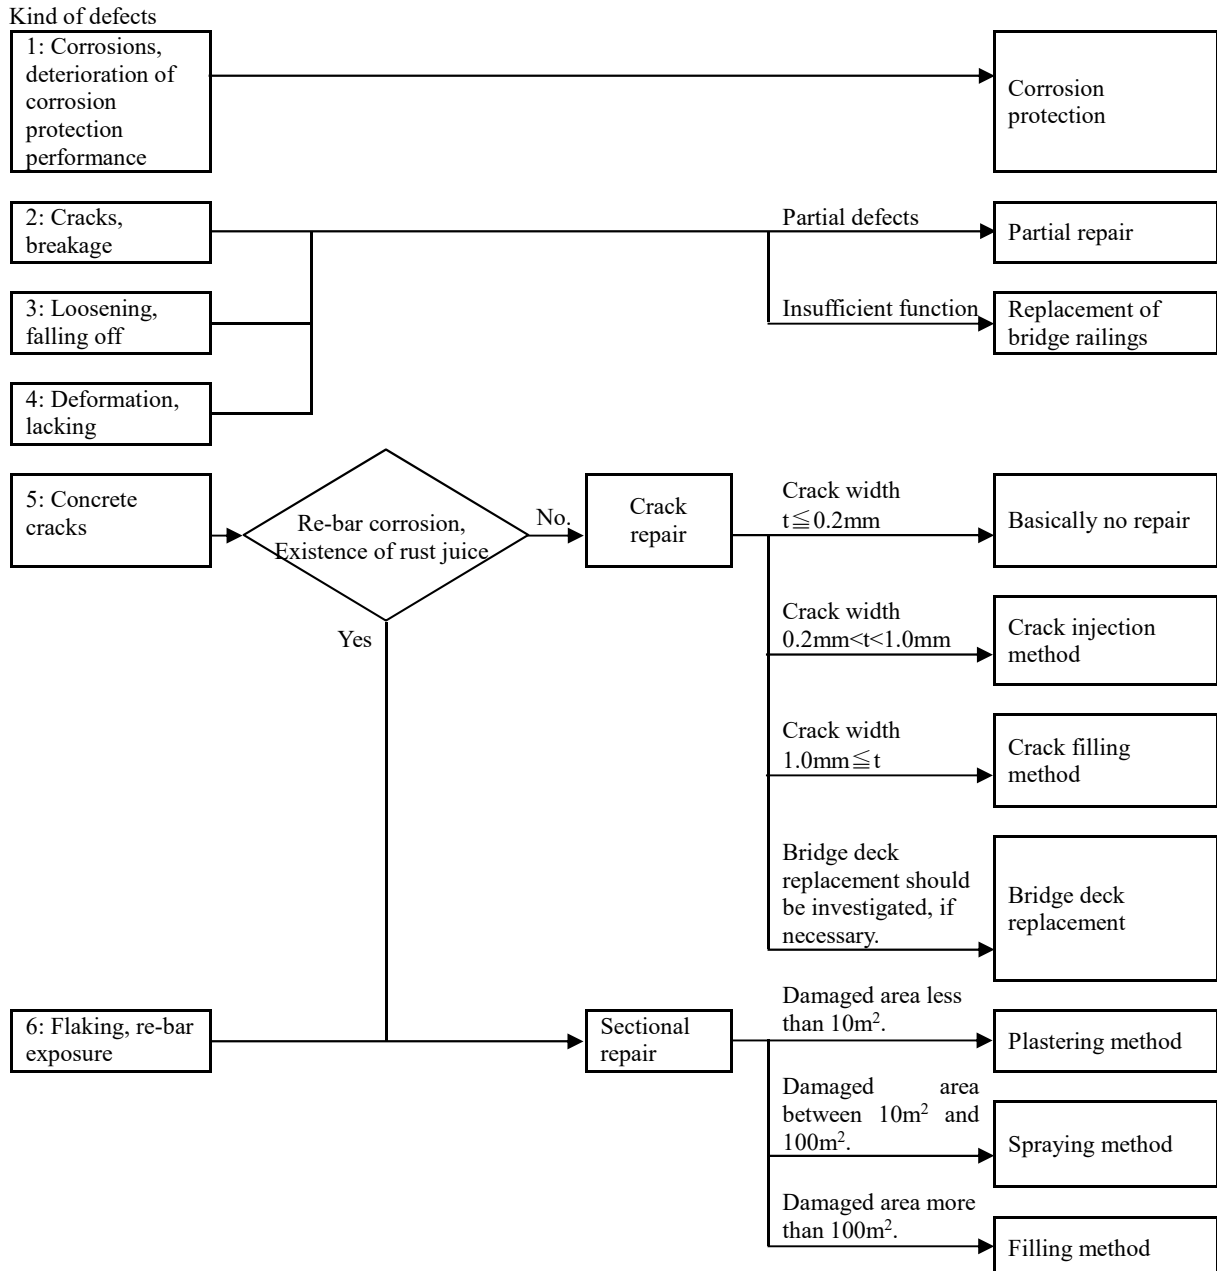 Kind of defects
1: Corrosions,
deterioration of
corrosion
protection
performance
Corrosion
protection
2: Cracks,
breakage
Partial defects
Partial repair
3: Loosening,
falling off
Insufficient function
Replacement of
bridge railings
4: Deformation,
lacking
5: Concrete
cracks
Re-bar corrosion,
Existence of rust juice
No.
Yes
Crack
repair
Crack width
t≦0.2mm
Basically no repair
Crack width
0.2mm<t<1.0mm
Crack injection
method
Crack width
1.0mm≦t
Crack filling
method
Bridge deck
replacement should
be investigated, if
necessary.
Bridge deck
replacement
6: Flaking, re-bar
exposure
Sectional
repair
Damaged area less
than 10m².
Plastering method
Damaged area
between 10m² and
100m².
Spraying method
Damaged area more
than 100m².
Filling method